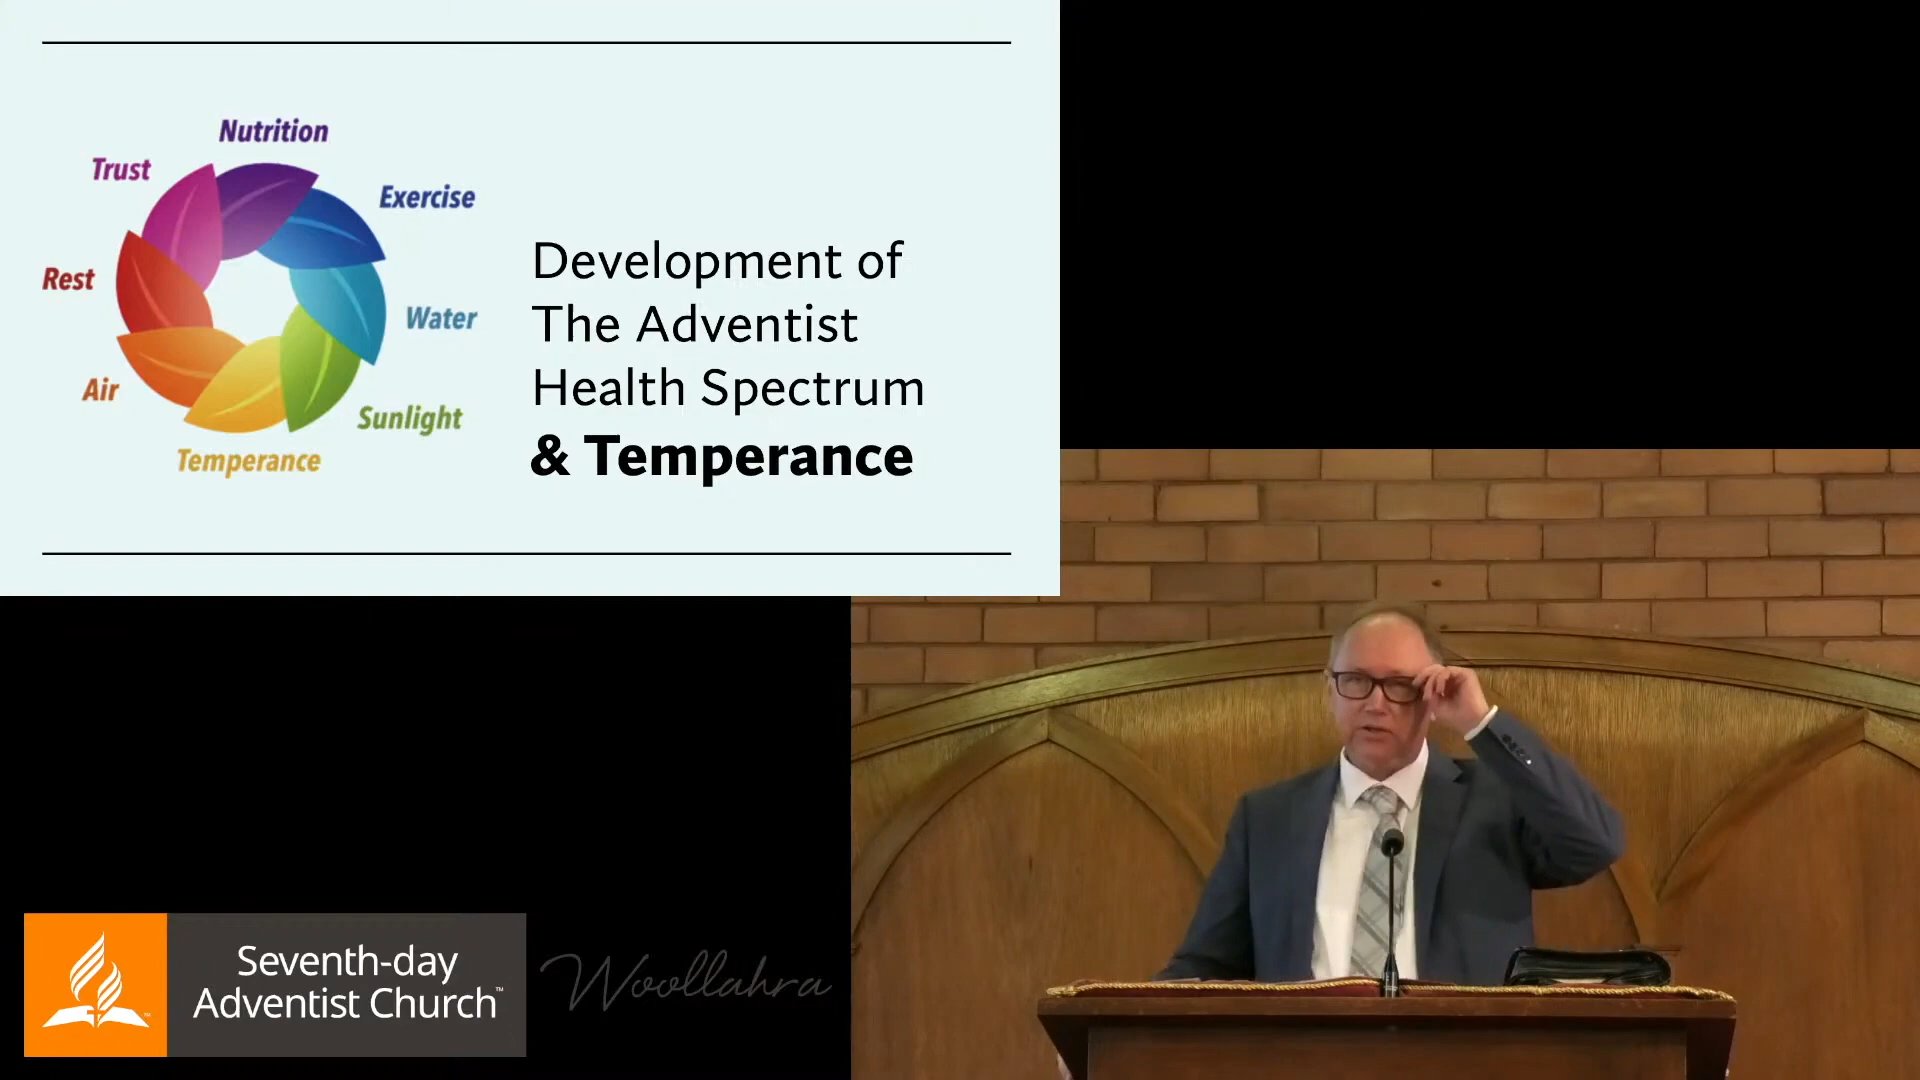 Nutrition
Trust
Exercise
Rest
Water
Air
Sunlight
Temperance
Development of
The Adventist
Health Spectrum
& Temperance
Seventh-day
Adventist Church™
Woollahra